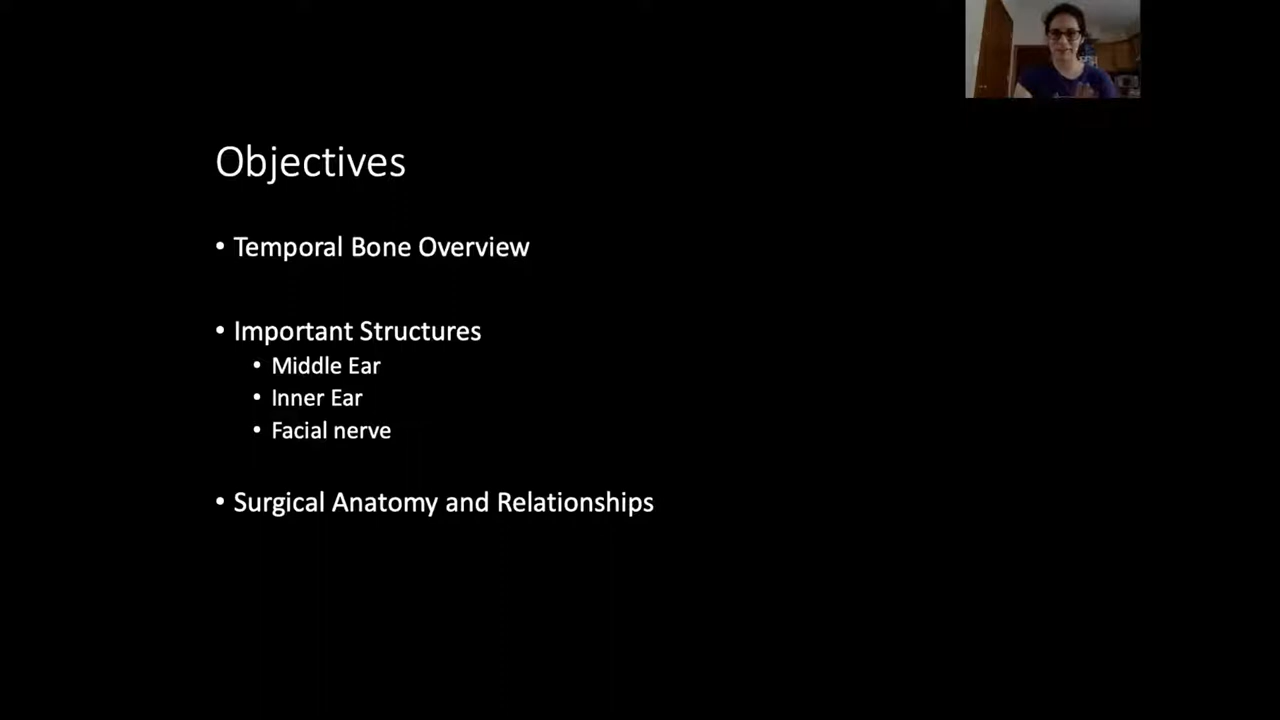 Objectives
• Temporal Bone Overview
• Important Structures
• Middle Ear
• Inner Ear
• Facial nerve
• Surgical Anatomy and Relationships